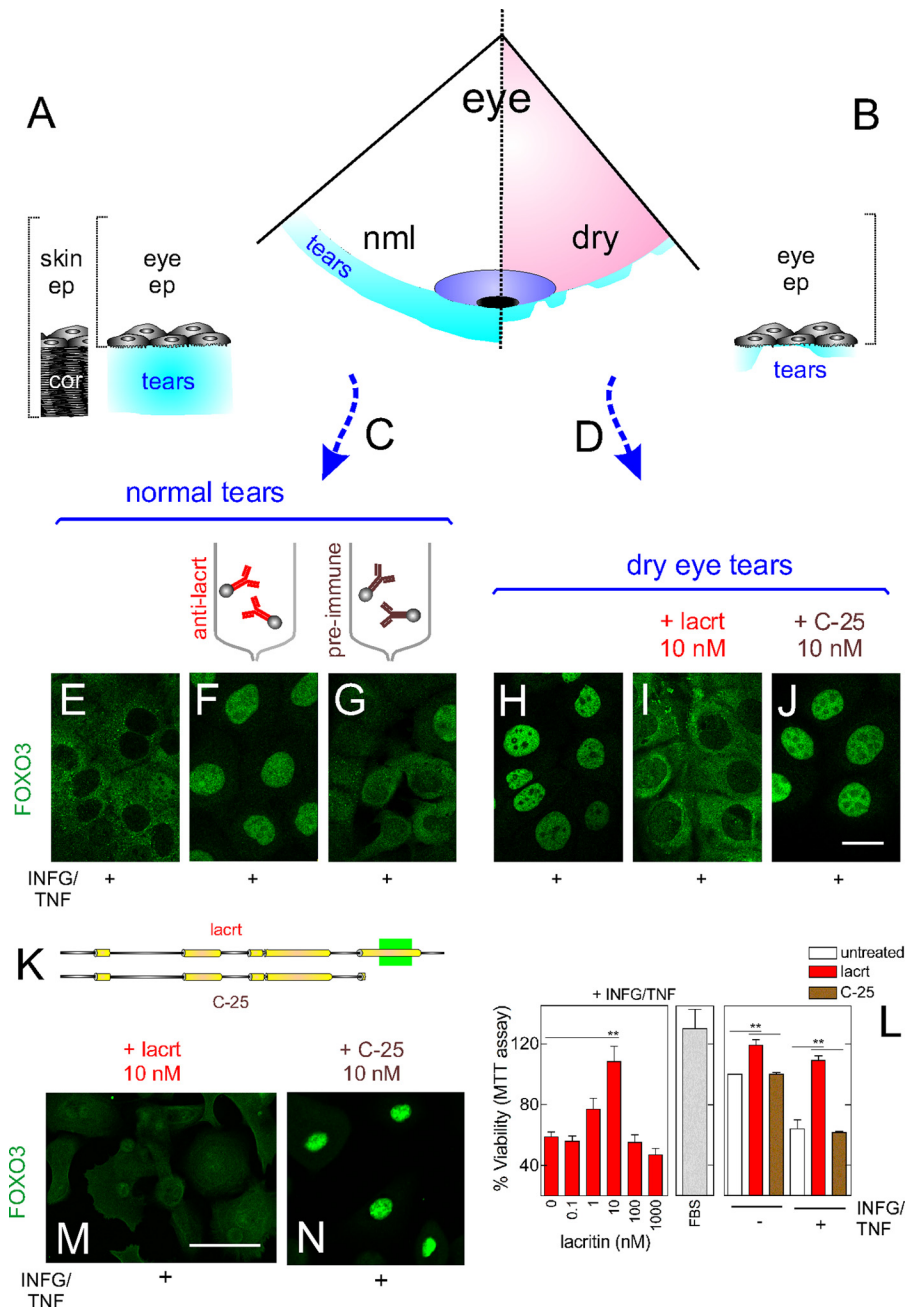 A
eye
B
nml
dry
tears
skin
ep
eye
ep
cor
tears
eye
ep
tears
C
D
normal tears
anti-lacrt
pre-immune
dry eye tears
+ lacrt
10 nM
+ C-25
10 nM
FOXO3
E
F
G
H
I
J
INFG/
TNF
+
+
+
+
+
+
K
lacrt
C-25
+ lacrt
10 nM
+ C-25
10 nM
FOXO3
M
N
INFG/
TNF
+
+
untreated
lacrt
C-25
L
+ INFG/TNF
% Viability (MTT assay)
120
80
40
**
**
**
0
0.1
1
10
100
1000
lacritin (nM)
FBS
-
+
INFG/
TNF